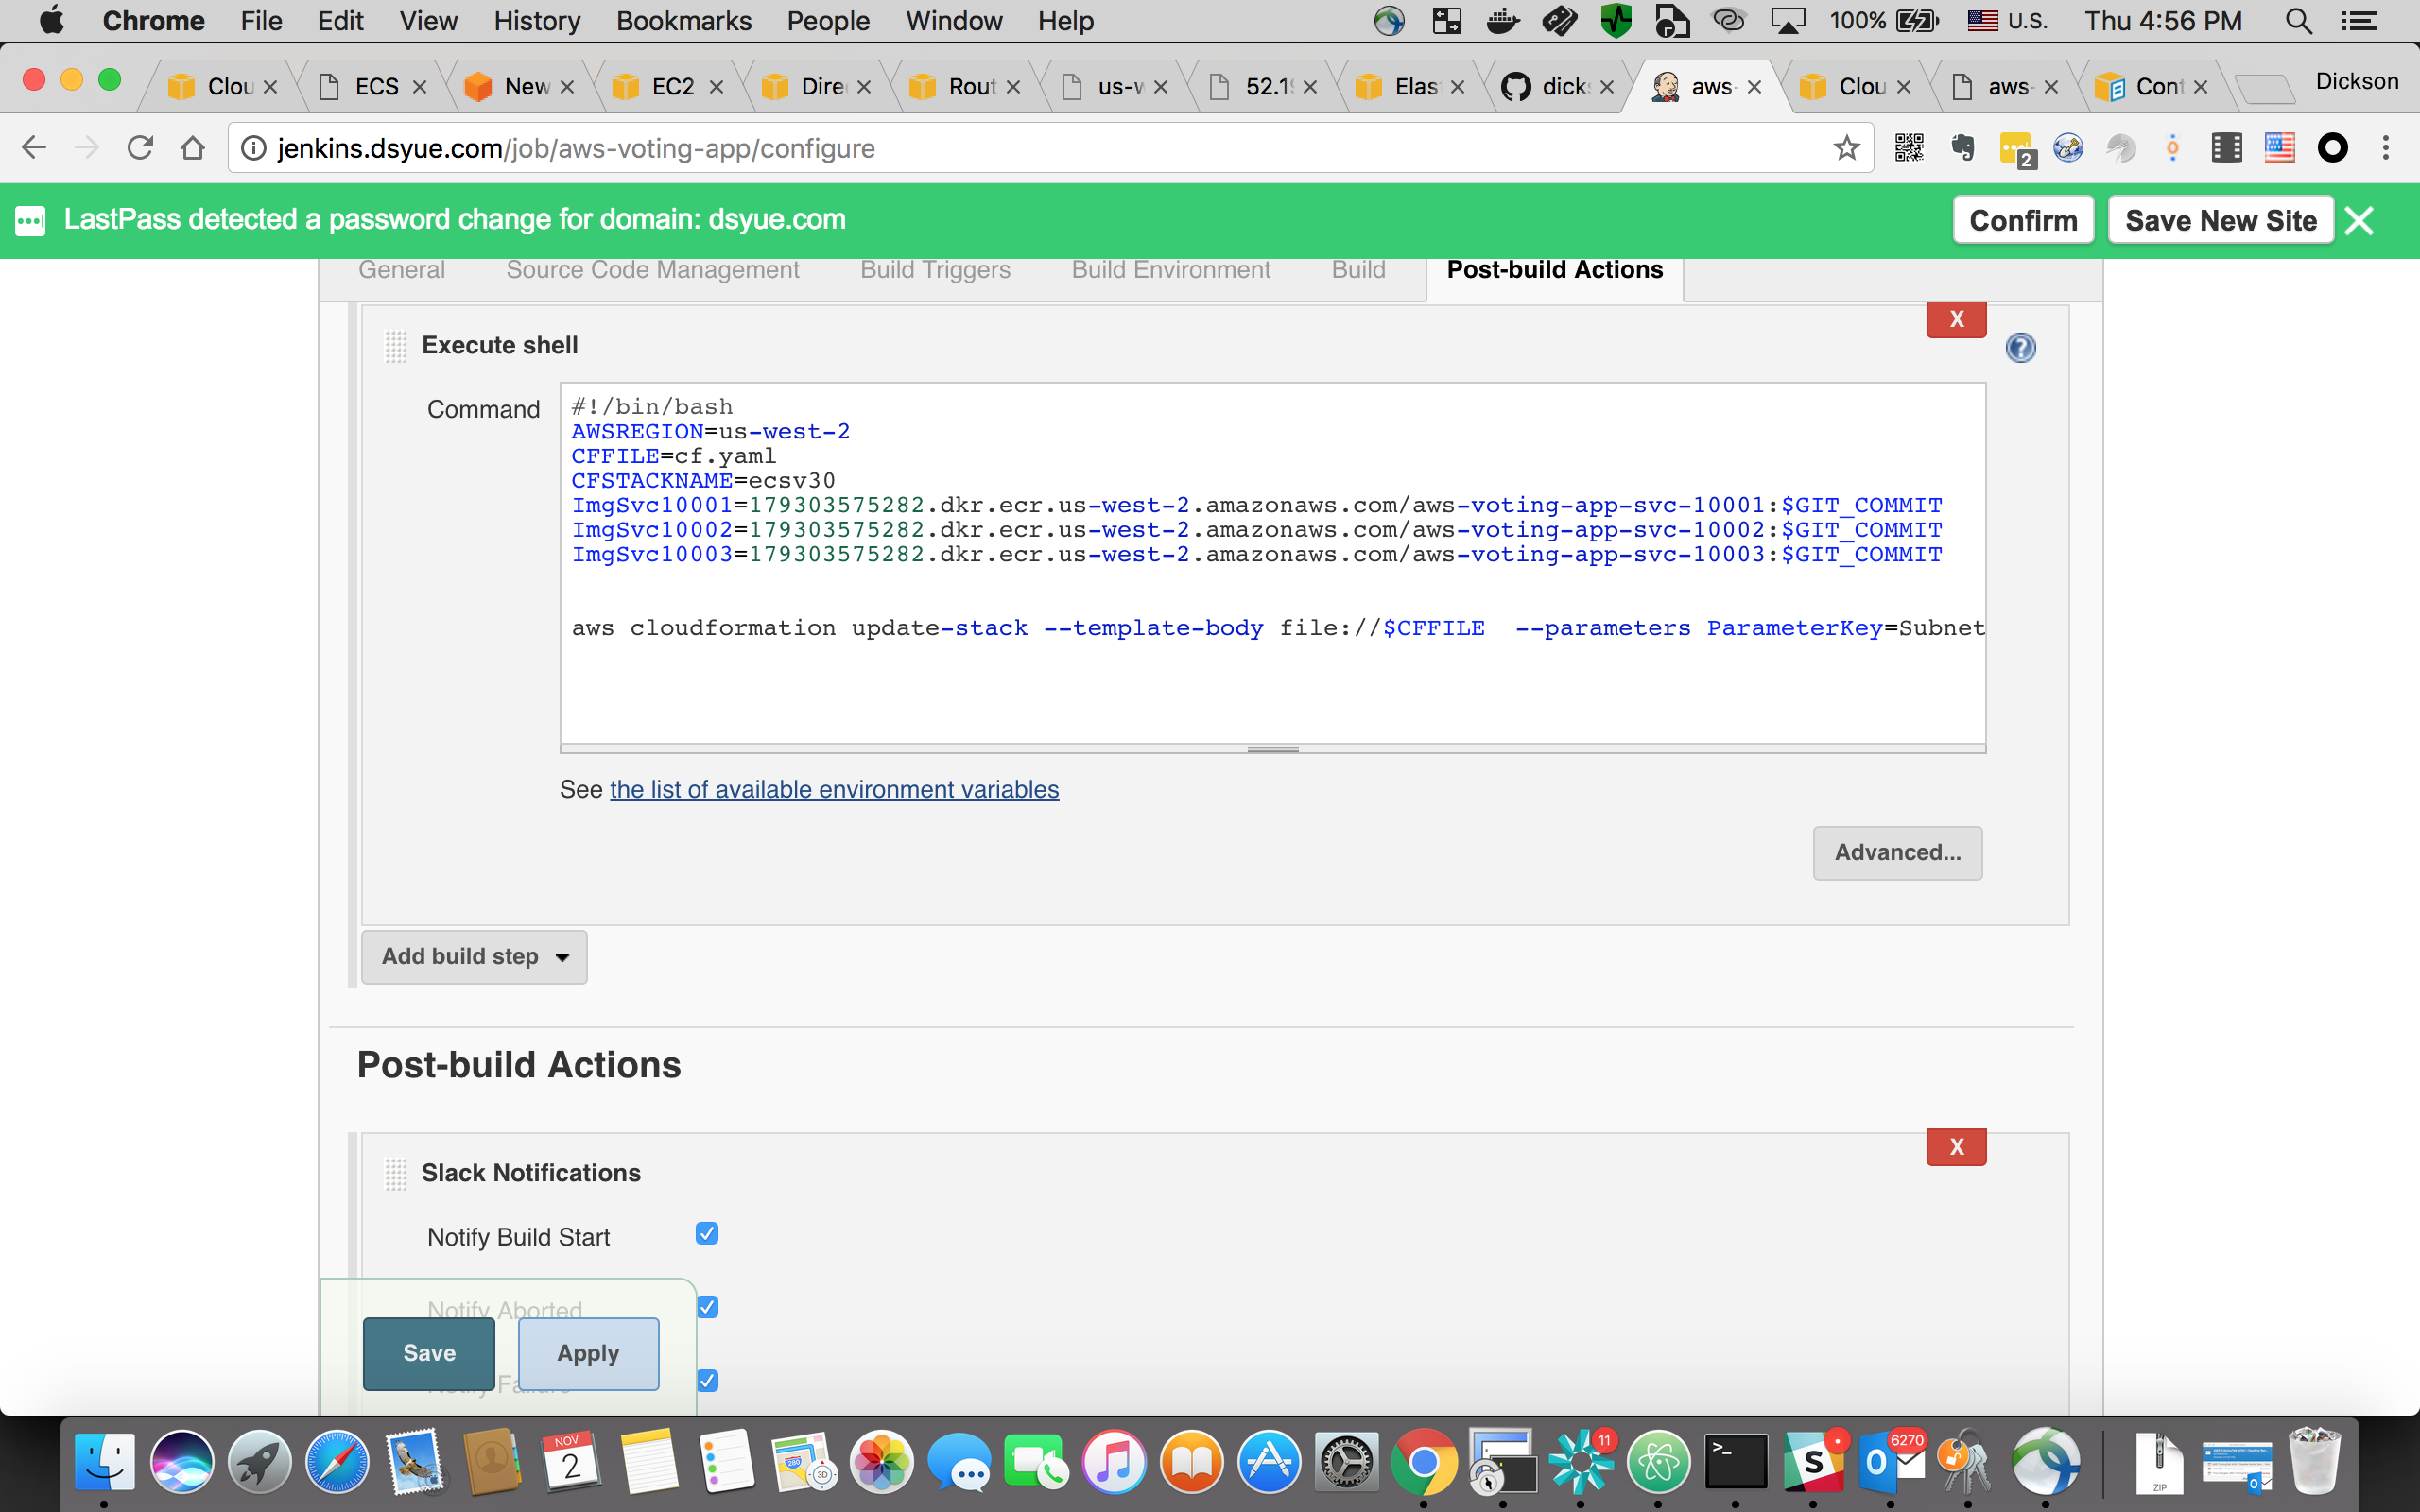 Chrome File Edit View History Bookmarks People Window Help 100% U.S. Thu 4:56 PM
Clou ECS New EC2 Dire Rout us-w 52.19 Elas dick aws- Clou aws- Cont Dickson
jenkins.dsyue.com/job/aws-voting-app/configure
2
LastPass detected a password change for domain: dsyue.com Confirm Save New Site
General Source Code Management Build Triggers Build Environment Build Post-build Actions
X
Execute shell
?
Command
#!/bin/bash
AWSREGION=us-west-2
CFFILE=cf.yaml
CFSTACKNAME=ecsv30
ImgSvc10001=179303575282.dkr.ecr.us-west-2.amazonaws.com/aws-voting-app-svc-10001:$GIT_COMMIT
ImgSvc10002=179303575282.dkr.ecr.us-west-2.amazonaws.com/aws-voting-app-svc-10002:$GIT_COMMIT
ImgSvc10003=179303575282.dkr.ecr.us-west-2.amazonaws.com/aws-voting-app-svc-10003:$GIT_COMMIT
aws cloudformation update-stack --template-body file://$CFFILE --parameters ParameterKey=Subnet
See the list of available environment variables
Advanced...
Add build step
Post-build Actions
X
Slack Notifications
Notify Build Start
Notify Aborted
Save Apply
Notify Failure
NOV
2
280
3D
11
>_
S
6270
O
ZIP